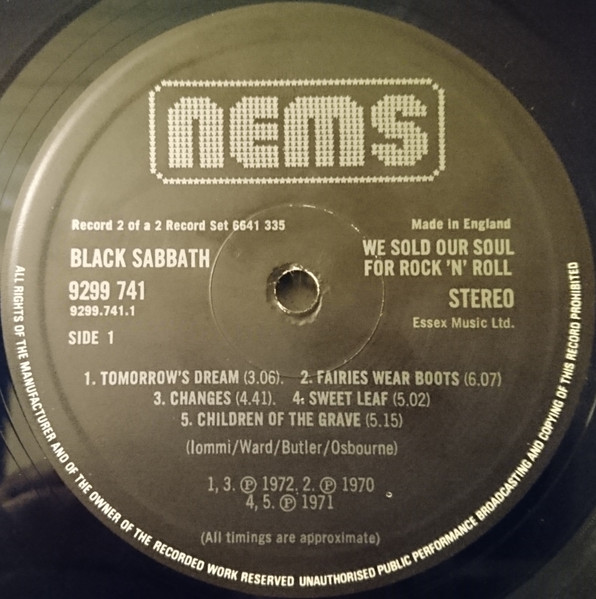 nems
Record 2 of a 2 Record Set 6641 335
Made in England
BLACK SABBATH
WE SOLD OUR SOUL
FOR ROCK 'N' ROLL
9299 741
9299.741.1
STEREO
Essex Music Ltd.
SIDE 1
1. TOMORROW'S DREAM (3.06). 2. FAIRIES WEAR BOOTS (6.07)
3. CHANGES (4.41). 4. SWEET LEAF (5.02)
5. CHILDREN OF THE GRAVE (5.15)
(Iommi/Ward/Butler/Osbourne)
1, 3. Ⓟ 1972. 2. Ⓟ 1970
4, 5. Ⓟ 1971
(All timings are approximate)
ALL RIGHTS OF THE MANUFACTURER AND OF THE OWNER OF THE RECORDED WORK RESERVED UNAUTHORISED PUBLIC PERFORMANCE BROADCASTING AND COPYING OF THIS RECORD PROHIBITED